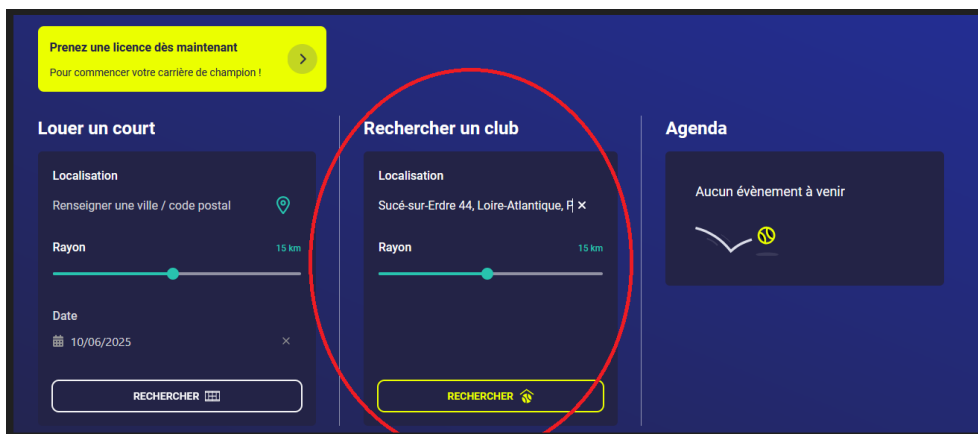 Prenez une licence dès maintenant
Pour commencer votre carrière de champion !
Louer un court
Localisation
Renseigner une ville / code postal
Rayon
15 km
Date
10/06/2025
RECHERCHER
Rechercher un club
Localisation
Sucé-sur-Erdre 44, Loire-Atlantique, F
Rayon
15 km
RECHERCHER
Agenda
Aucun évènement à venir